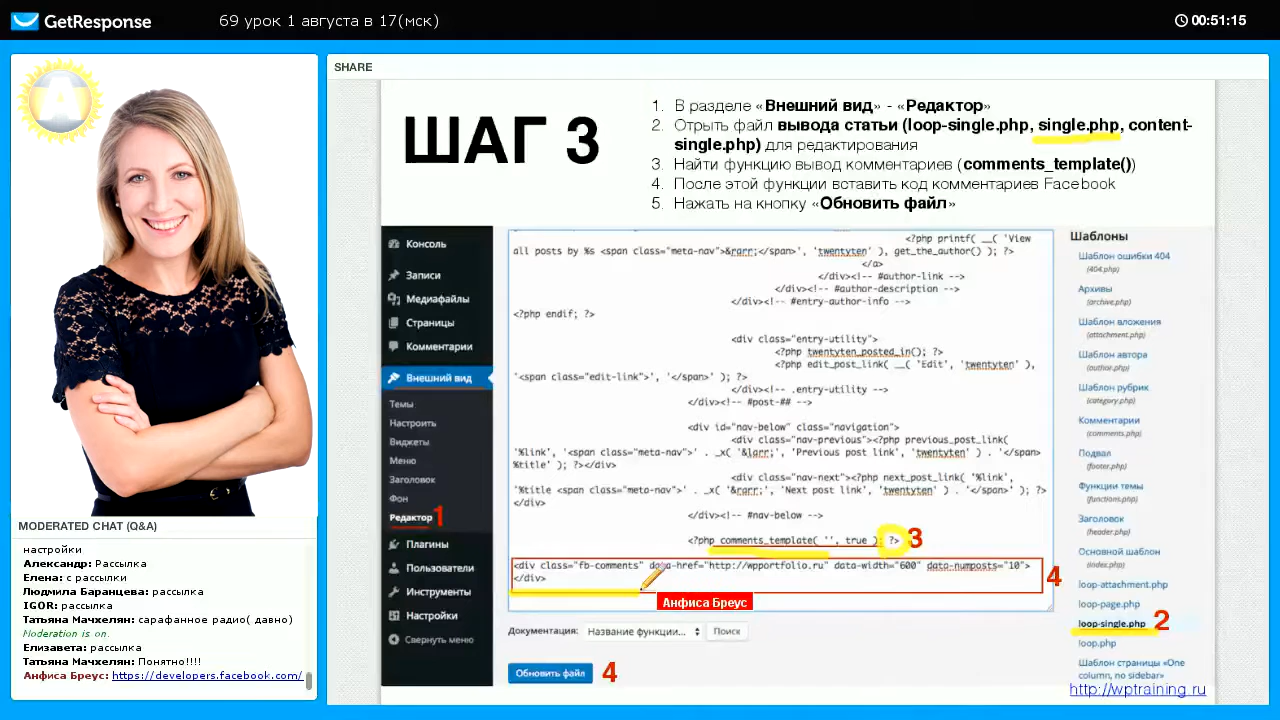 GetResponse
69 урок 1 августа в 17(мск)
00:51:15
SHARE
ШАГ 3
1. В разделе «Внешний вид» - «Редактор»
2. Отрыть файл вывода статьи (loop-single.php, single.php, content-
single.php) для редактирования
3. Найти функцию вывод комментариев (comments_template())
4. После этой функции вставить код комментариев Facebook
5. Нажать на кнопку «Обновить файл»
Консоль
Записи
Медиафайлы
Страницы
Комментарии
Внешний вид
Темы
Настроить
Виджеты
Меню
Заголовок
Фон
Редактор 1
Плагины
Пользователи
Инструменты
Настройки
Свернуть меню
<?php printf( __( 'View
all posts by %s <span class="meta-nav">&rarr;</span>', 'twentyten' ), get_the_author() ); ?>
</a>
</div><!-- #author-link -->
</div><!-- #author-description -->
</div><!-- #entry-author-info -->
<?php endif; ?>
<div class="entry-utility">
<?php twentyten_posted_in(); ?>
<?php edit_post_link( __( 'Edit', 'twentyten' ),
'<span class="edit-link">', '</span>' ); ?>
</div><!-- .entry-utility -->
</div><!-- #post-## -->
<div id="nav-below" class="navigation">
<div class="nav-previous"><?php previous_post_link(
'%link', '<span class="meta-nav">' . _x( '&larr;', 'Previous post link', 'twentyten' ) . '</span>
%title' ); ?></div>
<div class="nav-next"><?php next_post_link( '%link',
'%title <span class="meta-nav">' . _x( '&rarr;', 'Next post link', 'twentyten' ) . '</span>' ); ?>
</div>
</div><!-- #nav-below -->
<?php comments_template( '', true ); ?> 3
<div class="fb-comments" data-href="http://wpportfolio.ru" data-width="600" data-numposts="10">
</div>
4
Анфиса Бреус
Документация: Название функции... Поиск
Обновить файл 4
Шаблоны
Шаблон ошибки 404
(404.php)
Архивы
(archive.php)
Шаблон вложения
(attachment.php)
Шаблон автора
(author.php)
Шаблон рубрик
(category.php)
Комментарии
(comments.php)
Подвал
(footer.php)
Функции темы
(functions.php)
Заголовок
(header.php)
Основной шаблон
(index.php)
loop-attachment.php
loop-page.php
loop-single.php 2
loop.php
Шаблон страницы «One
column, no sidebar»
http://wptraining.ru
MODERATED CHAT (Q&A)
настройки
Александр: Рассылка
Елена: с рассылки
Людмила Баранцева: рассылка
IGOR: рассылка
Татьяна Мачхелян: сарафанное радио( давно)
Moderation is on.
Елизавета: рассылка
Татьяна Мачхелян: Понятно!!!!
Анфиса Бреус: https://developers.facebook.com/